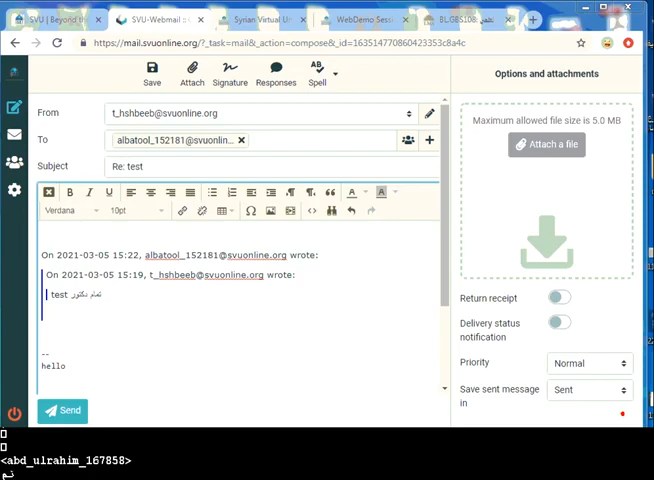 SVU | Beyond th
SVU-Webmail
Syrian Virtual U
WebDemo Sessi
BL.GBS108:
https://mail.svuonline.org/?_task=mail&_action=compose&_id=163514770860423353c8a4c
Save
Attach
Signature
Responses
Spell
Options and attachments
From
t_hshbeeb@svuonline.org
To
albatool_152181@svuonlin...
Subject
Re: test
Verdana
10pt
On 2021-03-05 15:22, albatool_152181@svuonline.org wrote:
On 2021-03-05 15:19, t_hshbeeb@svuonline.org wrote:
test تمام دكتور
--
hello
Send
Maximum allowed file size is 5.0 MB
Attach a file
Return receipt
Delivery status
notification
Priority
Normal
Save sent message
in
Sent
<abd_ulrahim_167858>
نعم